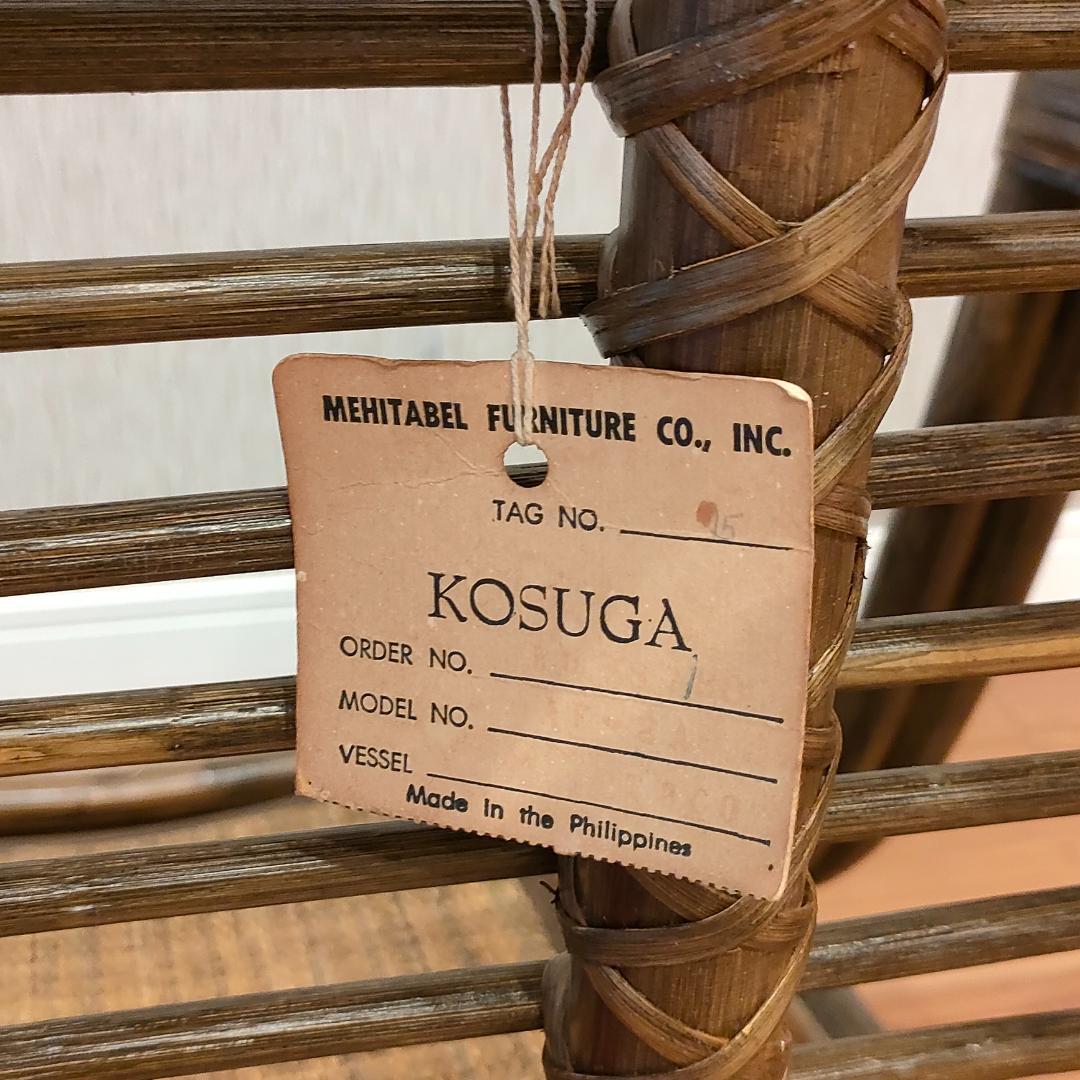 MEHITABEL FURNITURE CO., INC.
TAG NO.
KOSUGA
ORDER NO.
MODEL NO.
VESSEL
Made in the Philippines